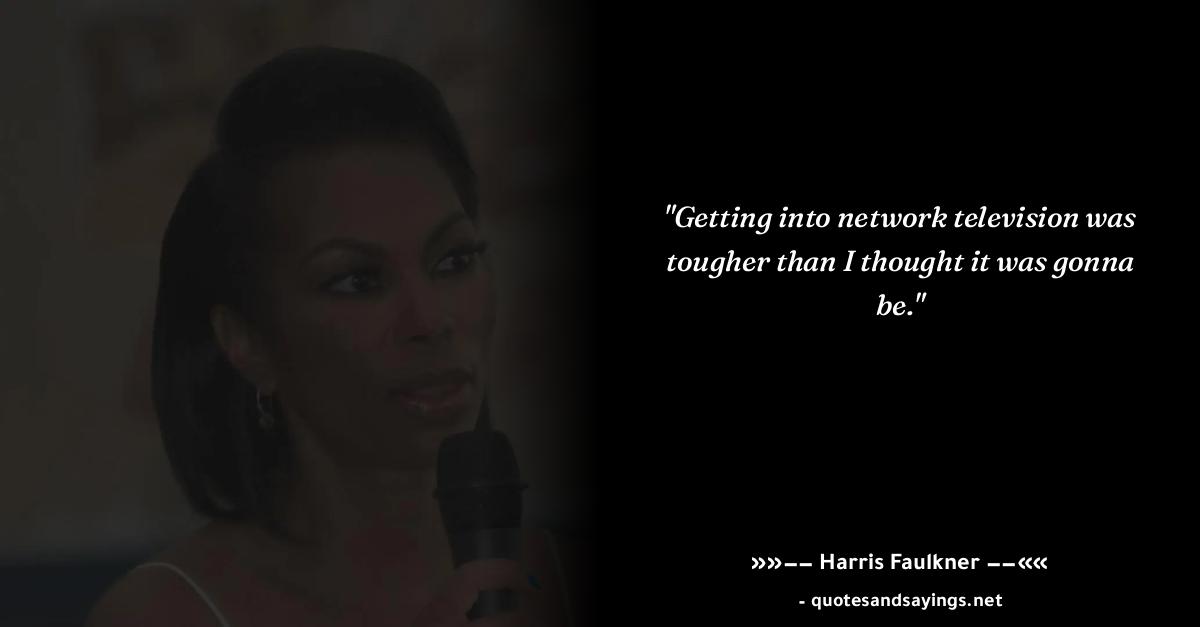 "Getting into network television was
tougher than I thought it was gonna
be."
»»–– Harris Faulkner ––««
- quotesandsayings.net